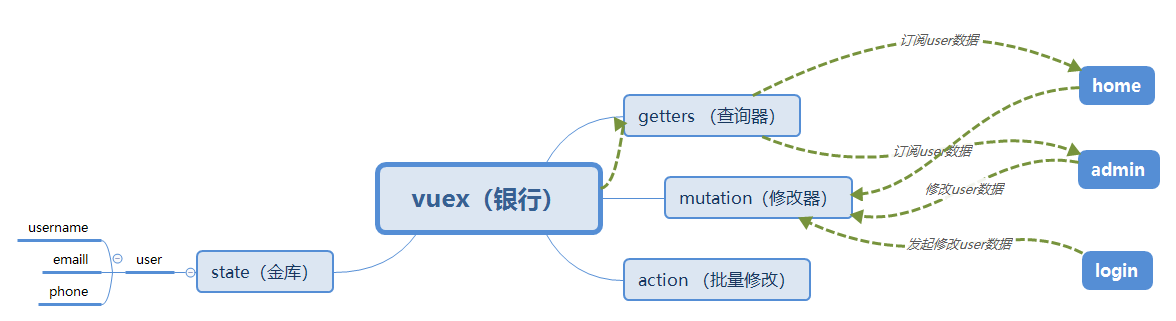 订阅user数据
home
getters （查询器）
订阅user数据
admin
vuex（银行）
mutation（修改器）
修改user数据
username
发起修改user数据
emaill
user
state（金库）
action （批量修改）
login
phone